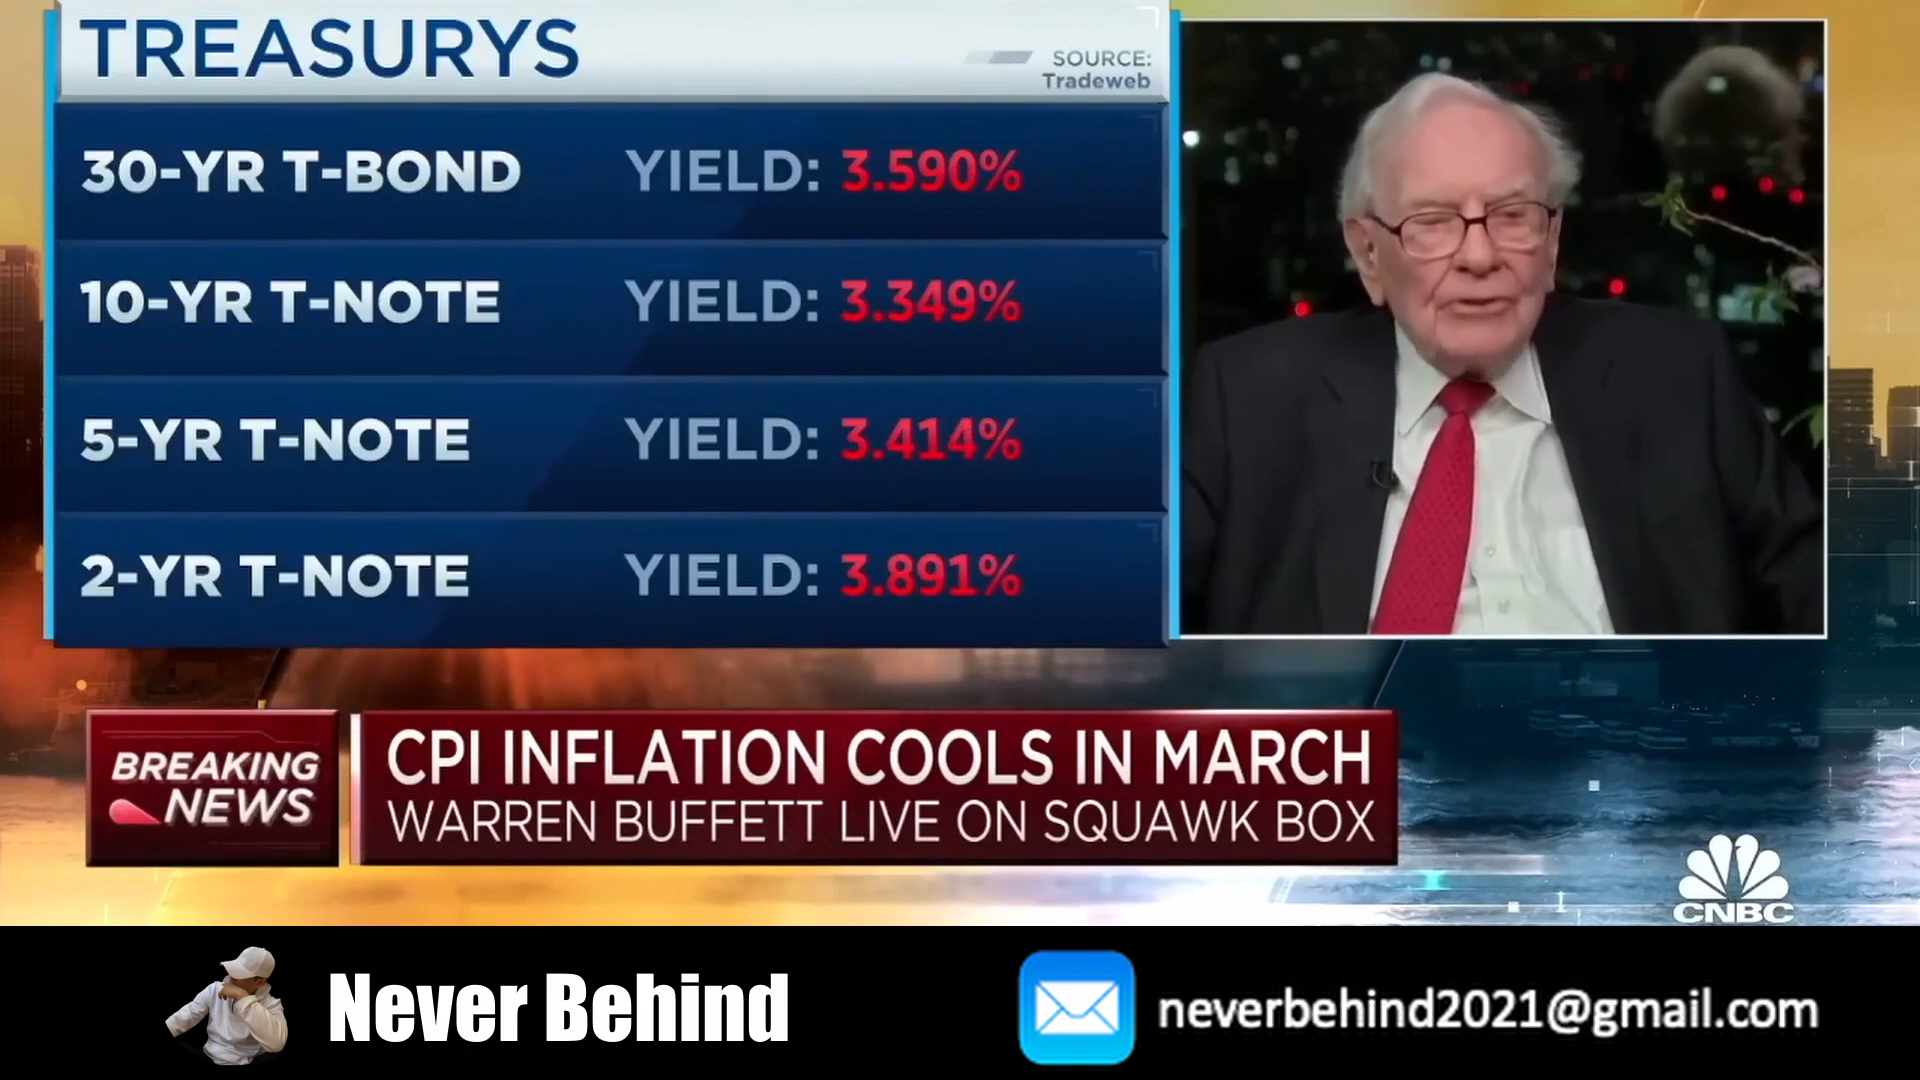 TREASURYS
SOURCE:
Tradeweb
30-YR T-BOND YIELD: 3.590%
10-YR T-NOTE YIELD: 3.349%
5-YR T-NOTE YIELD: 3.414%
2-YR T-NOTE YIELD: 3.891%
BREAKING
NEWS
CPI INFLATION COOLS IN MARCH
WARREN BUFFETT LIVE ON SQUAWK BOX
CNBC
Never Behind
neverbehind2021@gmail.com